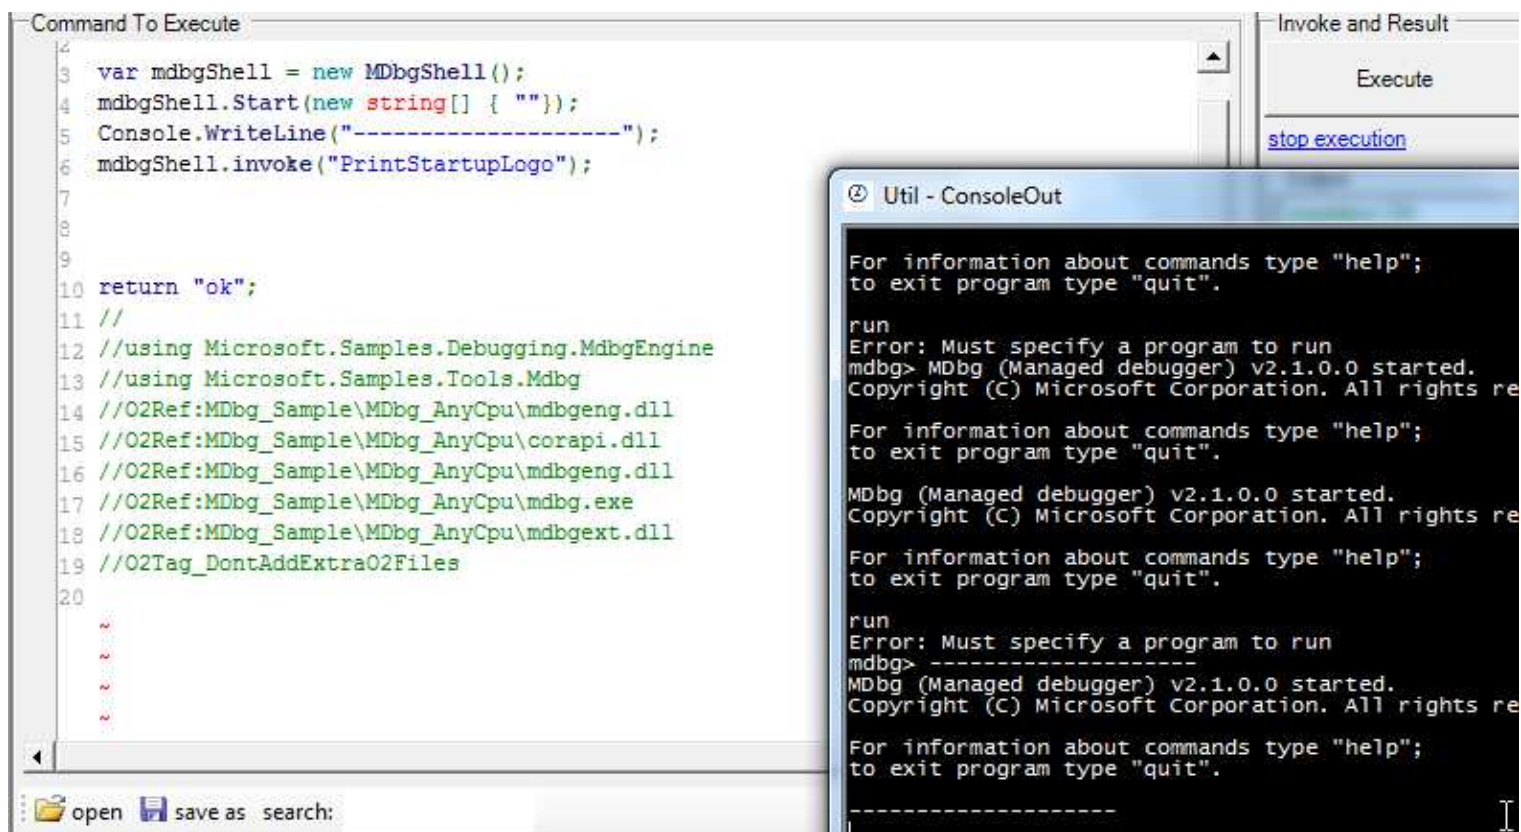 Command To Execute
2
3 var mdbgShell = new MDbgShell();
4 mdbgShell.Start(new string[] { ""});
5 Console.WriteLine("--------------------");
6 mdbgShell.invoke("PrintStartupLogo");
7
8
9
10 return "ok";
11 //
12 //using Microsoft.Samples.Debugging.MdbgEngine
13 //using Microsoft.Samples.Tools.Mdbg
14 //O2Ref:MDbg_Sample\MDbg_AnyCpu\mdbgeng.dll
15 //O2Ref:MDbg_Sample\MDbg_AnyCpu\corapi.dll
16 //O2Ref:MDbg_Sample\MDbg_AnyCpu\mdbgeng.dll
17 //O2Ref:MDbg_Sample\MDbg_AnyCpu\mdbg.exe
18 //O2Ref:MDbg_Sample\MDbg_AnyCpu\mdbgext.dll
19 //O2Tag_DontAddExtraO2Files
20
~
~
~
~
open save as search:
Invoke and Result
Execute
stop execution
Util - ConsoleOut
For information about commands type "help";
to exit program type "quit".
run
Error: Must specify a program to run
mdbg> MDbg (Managed debugger) v2.1.0.0 started.
Copyright (C) Microsoft Corporation. All rights re
For information about commands type "help";
to exit program type "quit".
MDbg (Managed debugger) v2.1.0.0 started.
Copyright (C) Microsoft Corporation. All rights re
For information about commands type "help";
to exit program type "quit".
run
Error: Must specify a program to run
mdbg> --------------------
MDbg (Managed debugger) v2.1.0.0 started.
Copyright (C) Microsoft Corporation. All rights re
For information about commands type "help";
to exit program type "quit".
--------------------